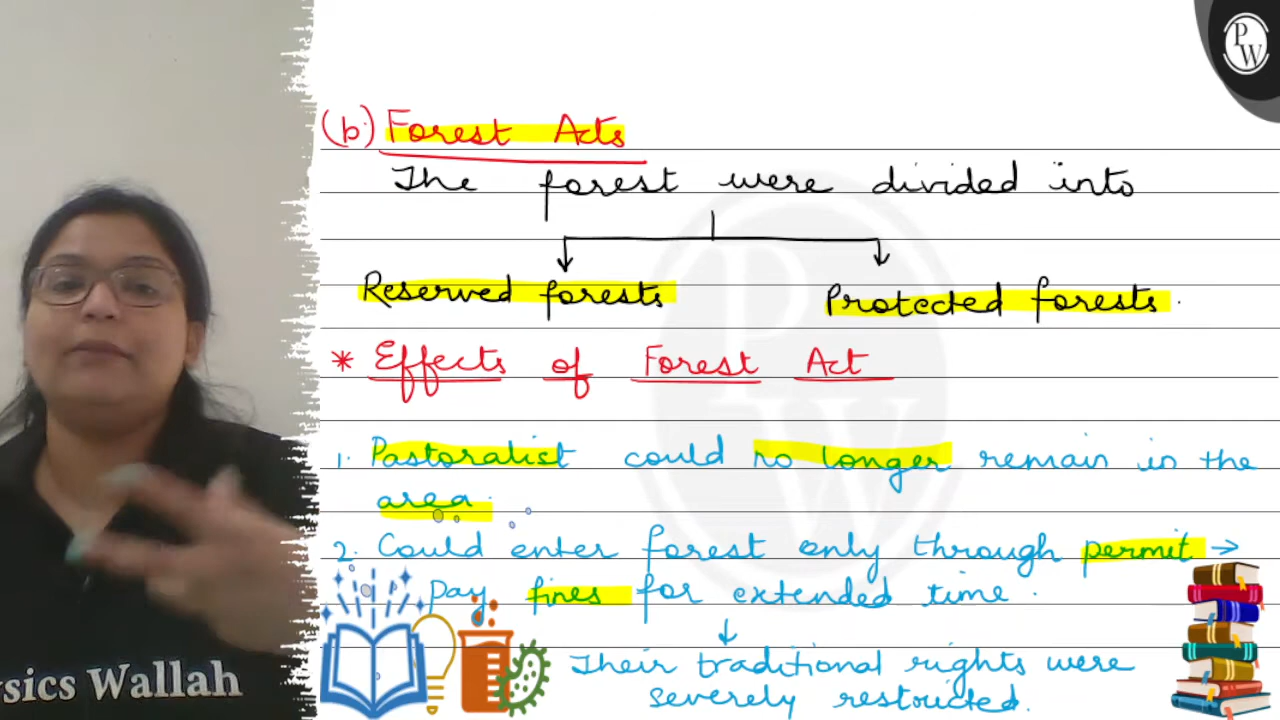 P
W
(b.) Forest Acts
The forest were divided into
Reserved forests
Protected forests.
* Effects of Forest Act
1. Pastoralist could no longer remain in the
area.
2. Could enter forest only through permit →
pay fines for extended time.
Their traditional rights were
severely restricted.
ysics Wallah